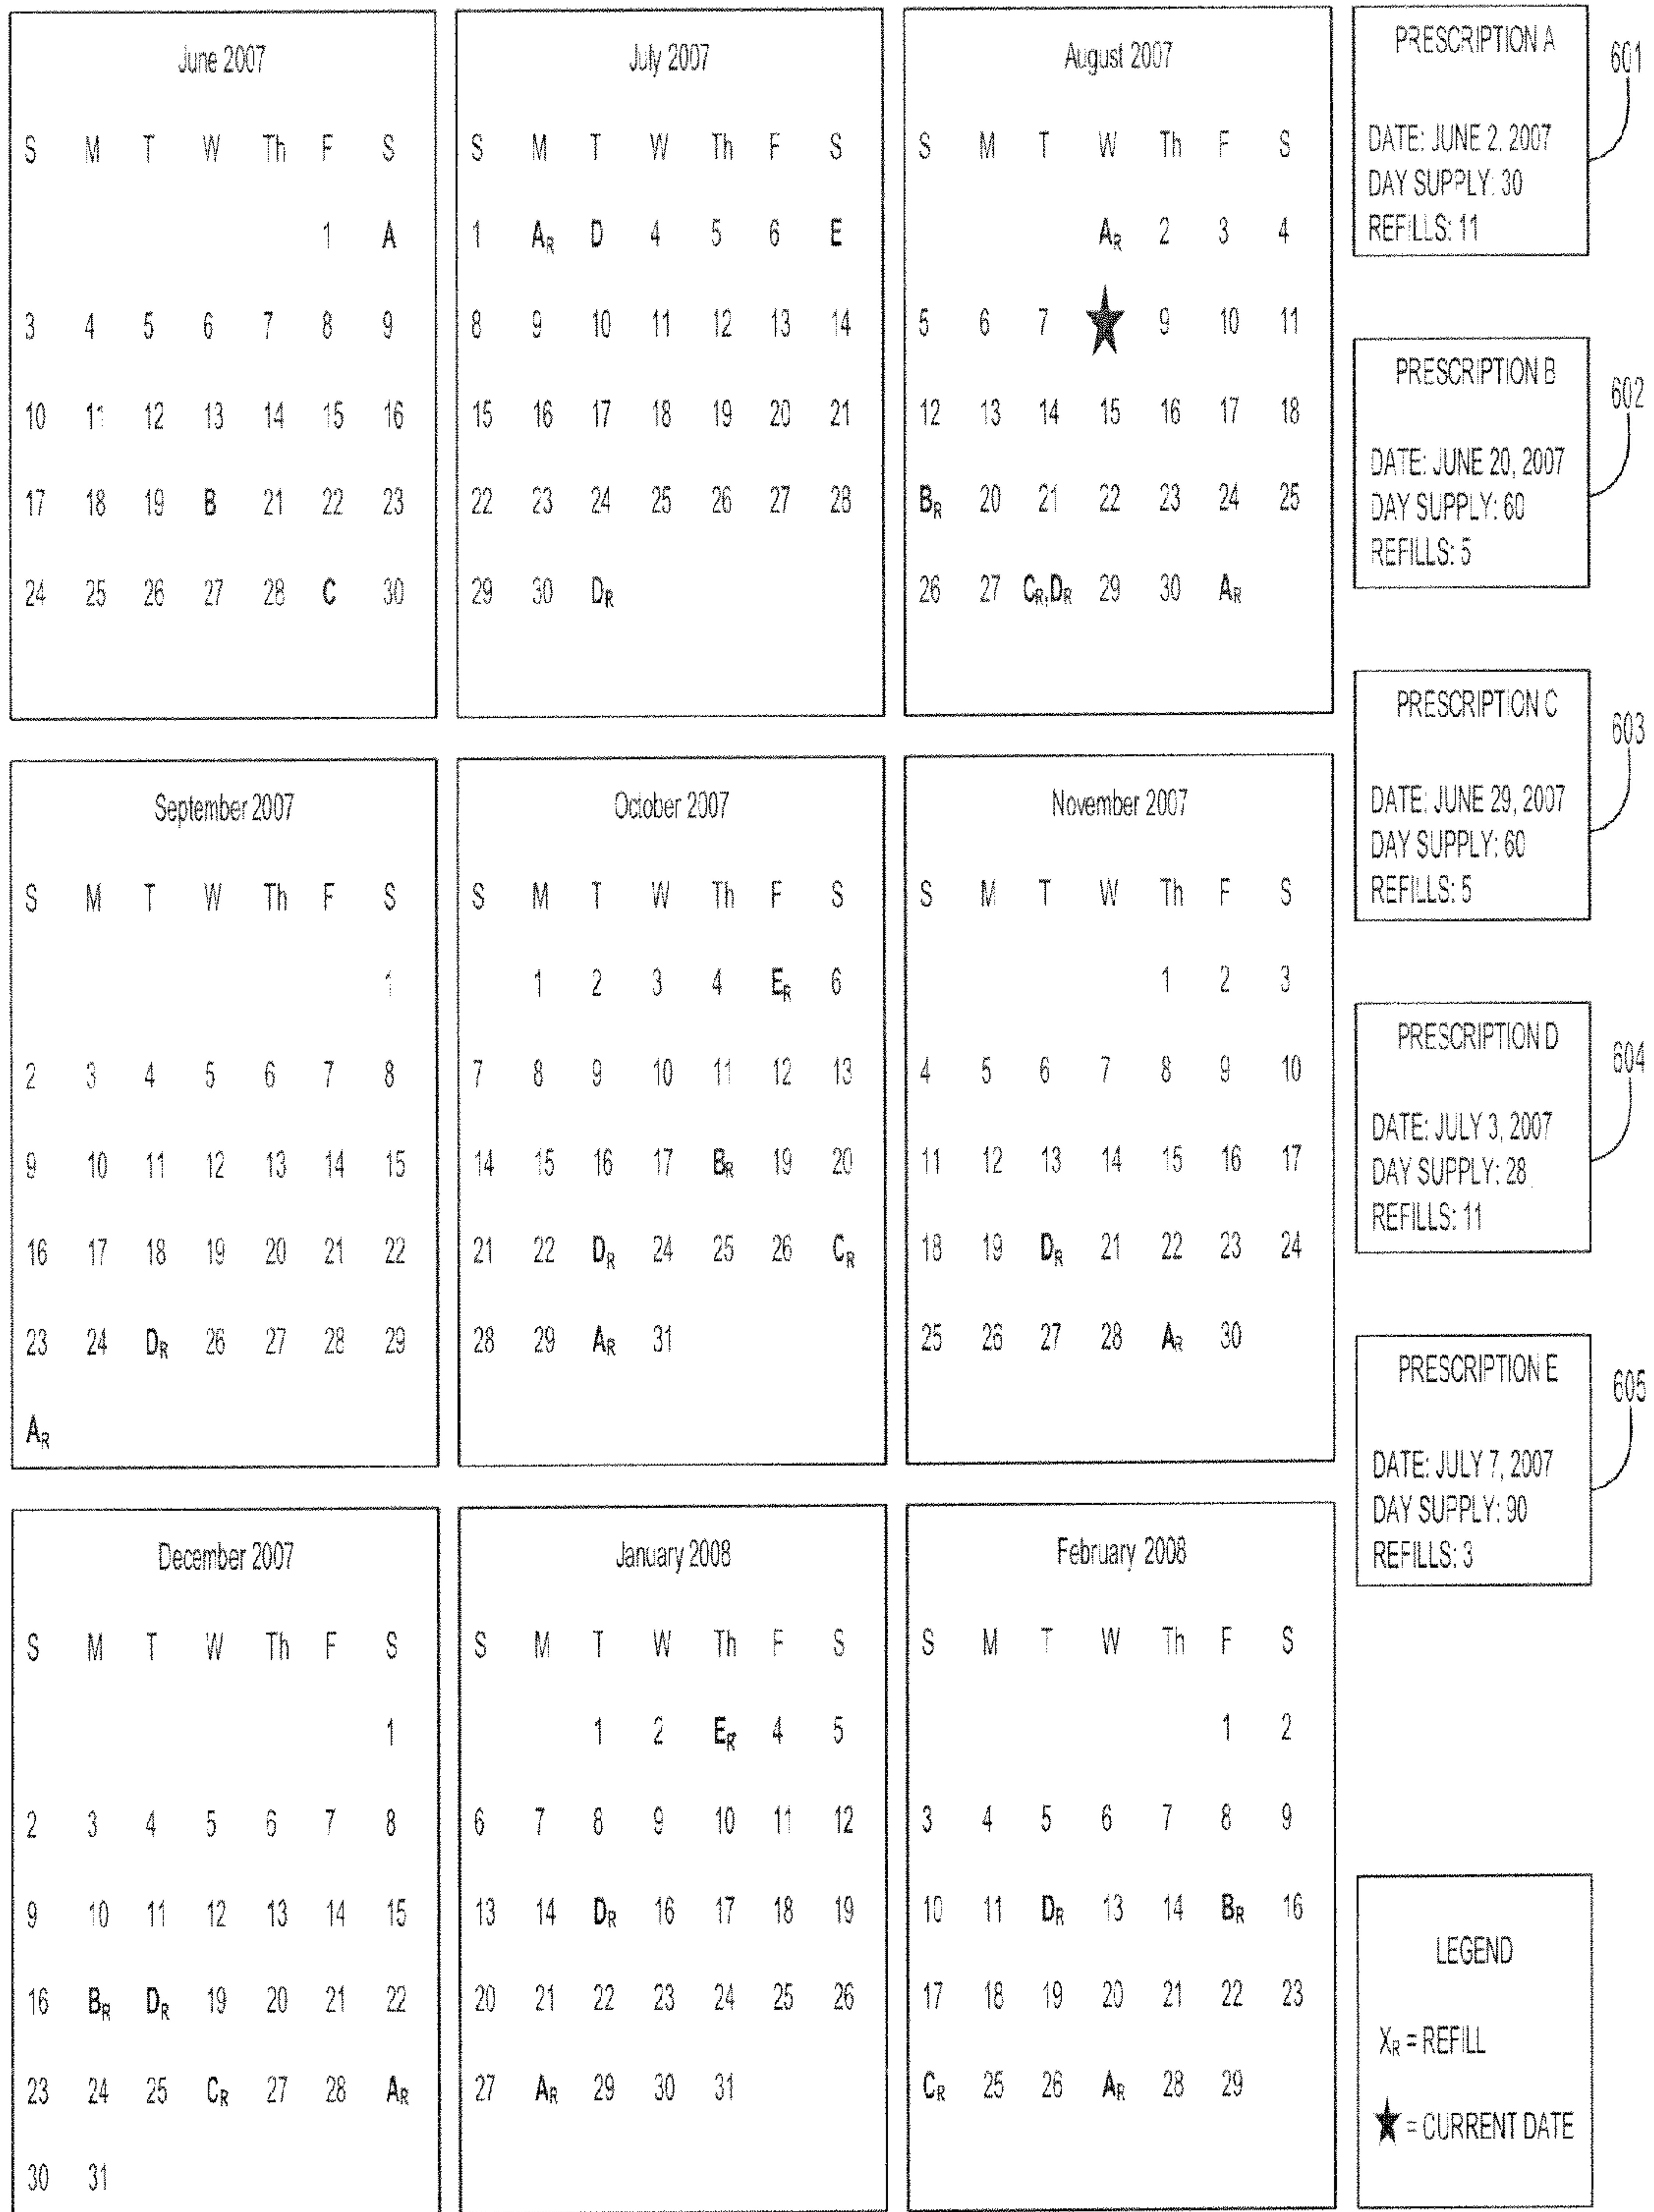 June 2007
S M T W Th F S
1 A
3 4 5 6 7 8 9
10 11 12 13 14 15 16
17 18 19 B 21 22 23
24 25 26 27 28 C 30
July 2007
S M T W Th F S
1 AR D 4 5 6 E
8 9 10 11 12 13 14
15 16 17 18 19 20 21
22 23 24 25 26 27 28
29 30 DR
August 2007
S M T W Th F S
AR 2 3 4
5 6 7 ★ 9 10 11
12 13 14 15 16 17 18
BR 20 21 22 23 24 25
26 27 CR,DR 29 30 AR
PRESCRIPTION A
DATE: JUNE 2, 2007
DAY SUPPLY: 30
REFILLS: 11
601
PRESCRIPTION B
DATE: JUNE 20, 2007
DAY SUPPLY: 60
REFILLS: 5
602
PRESCRIPTION C
DATE: JUNE 29, 2007
DAY SUPPLY: 60
REFILLS: 5
603
September 2007
S M T W Th F S
1
2 3 4 5 6 7 8
9 10 11 12 13 14 15
16 17 18 19 20 21 22
23 24 DR 26 27 28 29
AR
October 2007
S M T W Th F S
1 2 3 4 ER 6
7 8 9 10 11 12 13
14 15 16 17 BR 19 20
21 22 DR 24 25 26 CR
28 29 AR 31
November 2007
S M T W Th F S
1 2 3
4 5 6 7 8 9 10
11 12 13 14 15 16 17
18 19 DR 21 22 23 24
25 26 27 28 AR 30
PRESCRIPTION D
DATE: JULY 3, 2007
DAY SUPPLY: 28
REFILLS: 11
604
PRESCRIPTION E
DATE: JULY 7, 2007
DAY SUPPLY: 90
REFILLS: 3
605
December 2007
S M T W Th F S
1
2 3 4 5 6 7 8
9 10 11 12 13 14 15
16 BR DR 19 20 21 22
23 24 25 CR 27 28 AR
30 31
January 2008
S M T W Th F S
1 2 ER 4 5
6 7 8 9 10 11 12
13 14 DR 16 17 18 19
20 21 22 23 24 25 26
27 AR 29 30 31
February 2008
S M T W Th F S
1 2
3 4 5 6 7 8 9
10 11 DR 13 14 BR 16
17 18 19 20 21 22 23
CR 25 26 AR 28 29
LEGEND
XR = REFILL
★ = CURRENT DATE